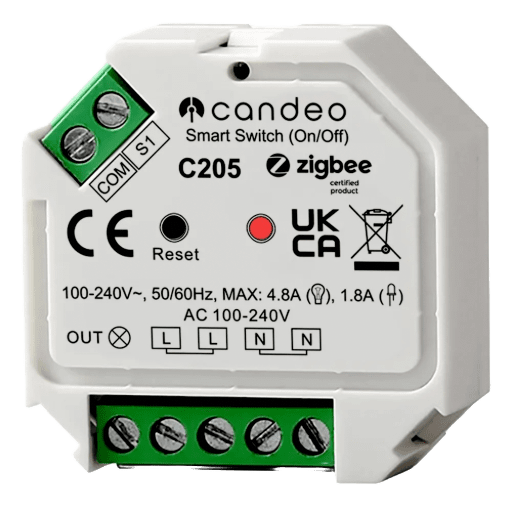 candeo
Smart Switch (On/Off)
C205 zigbee
certified
product
COM S1
CE
Reset
UK
CA
100-240V~, 50/60Hz, MAX: 4.8A ( ), 1.8A ( )
AC 100-240V
OUT L L N N